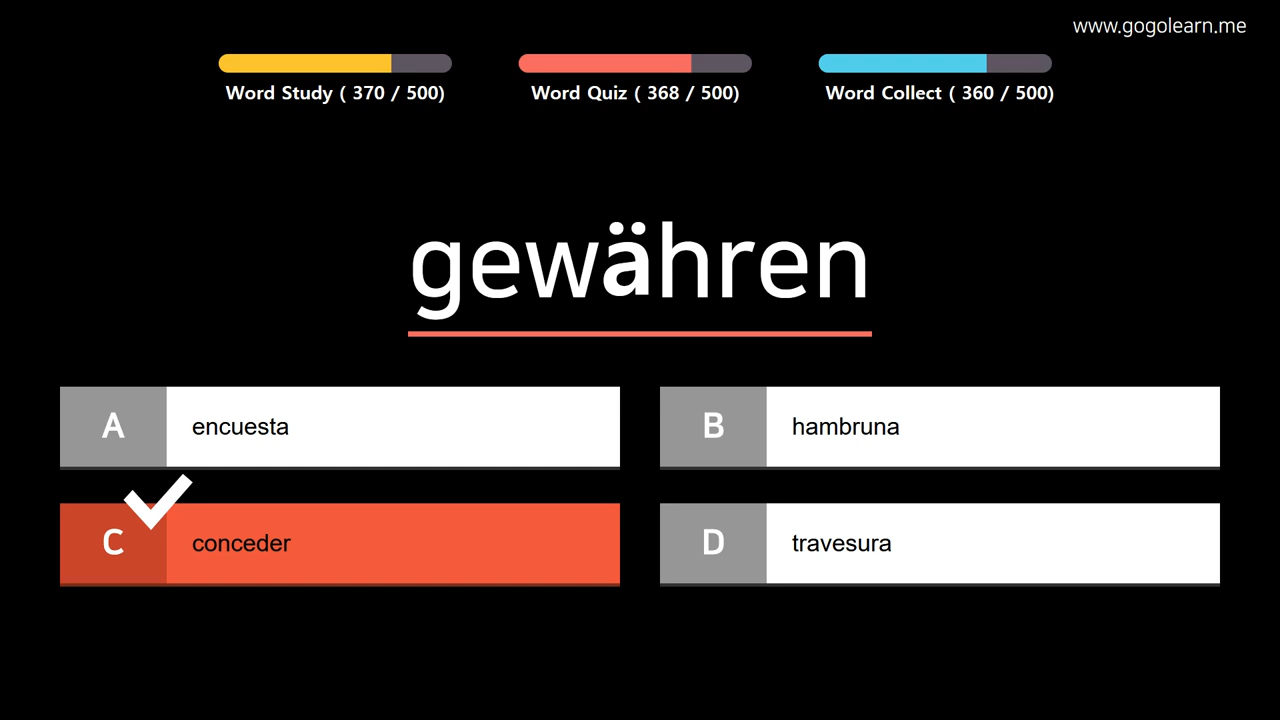 www.gogolearn.me
Word Study ( 370 / 500)
Word Quiz ( 368 / 500)
Word Collect ( 360 / 500)
gewähren
A encuesta
B hambruna
C conceder
D travesura